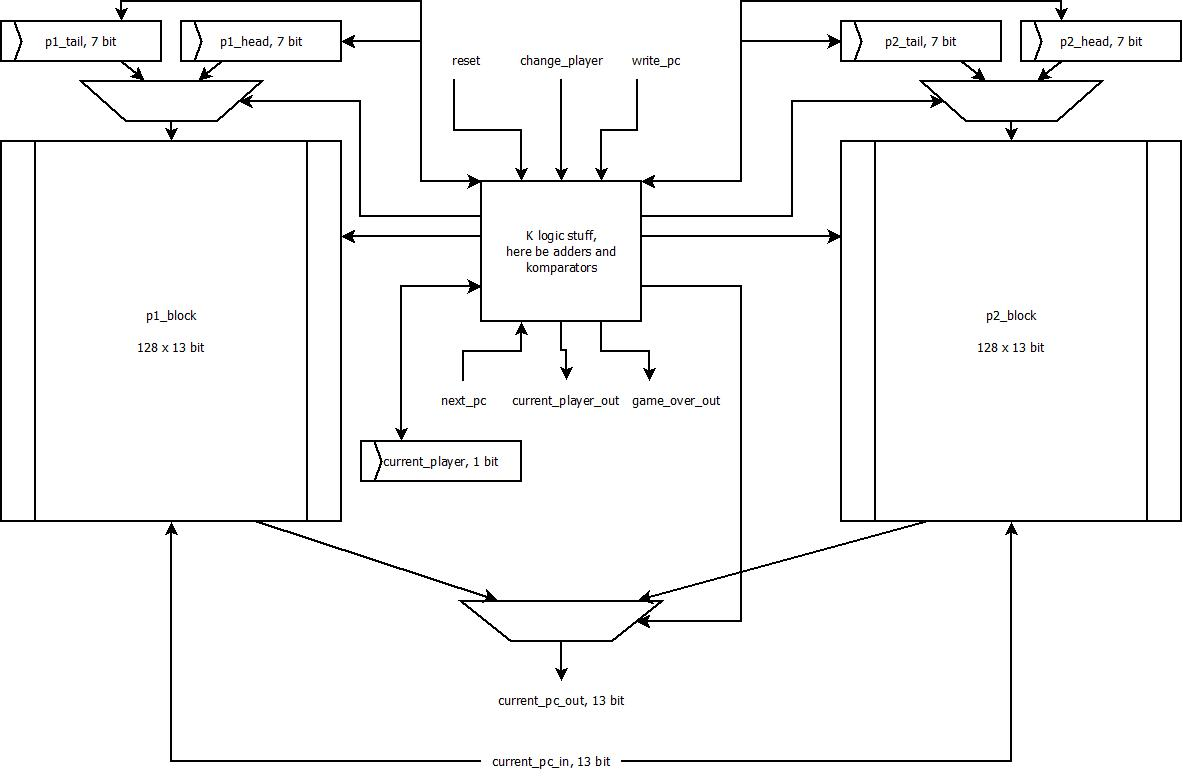 p1_tail, 7 bit
p1_head, 7 bit
p2_tail, 7 bit
p2_head, 7 bit
reset
change_player
write_pc
K logic stuff,
here be adders and
komparators
p1_block
128 x 13 bit
p2_block
128 x 13 bit
next_pc
current_player_out
game_over_out
current_player, 1 bit
current_pc_out, 13 bit
current_pc_in, 13 bit